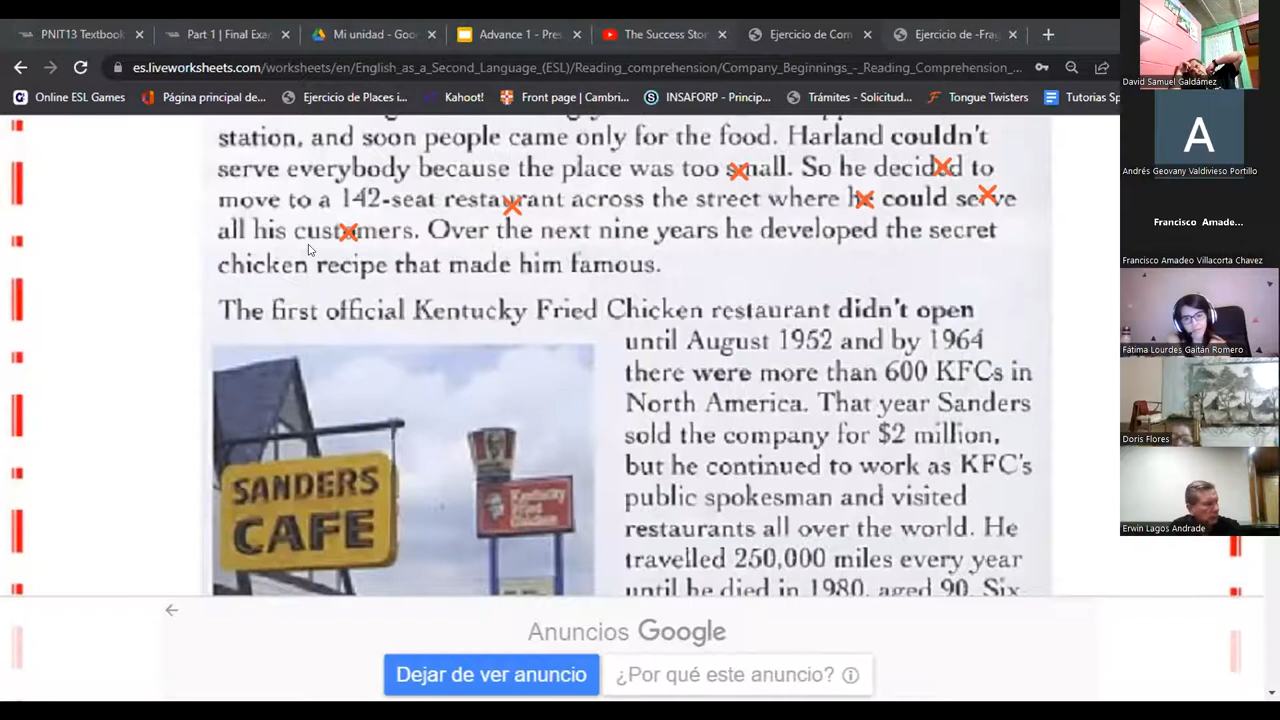 PNIT13 Textbook
Part 1 | Final Exa
Mi unidad - Goo
Advance 1 - Pre
The Success Stor
Ejercicio de Com
Ejercicio de -Frag
es.liveworksheets.com/worksheets/en/English_as_a_Second_Language_(ESL)/Reading_comprehension/Company_Beginnings_-_Reading_Comprehension_...
Online ESL Games
Página principal de...
Ejercicio de Places i...
Kahoot!
Front page | Cambri...
INSAFORP - Princip...
Trámites - Solicitud...
Tongue Twisters
Tutorias Sp
station, and soon people came only for the food. Harland couldn't
serve everybody because the place was too small. So he decided to
move to a 142-seat restaurant across the street where he could serve
all his customers. Over the next nine years he developed the secret
chicken recipe that made him famous.
The first official Kentucky Fried Chicken restaurant didn't open
until August 1952 and by 1964
there were more than 600 KFCs in
North America. That year Sanders
sold the company for $2 million,
but he continued to work as KFC's
public spokesman and visited
restaurants all over the world. He
travelled 250,000 miles every year
until he died in 1980, aged 90. Six
SANDERS
CAFE
Kentucky
Fried
Chicken
Anuncios Google
Dejar de ver anuncio
¿Por qué este anuncio?
David Samuel Galdámez
A
Andrés Geovany Valdivieso Portillo
Francisco Amade...
Francisco Amadeo Villacorta Chavez
Fátima Lourdes Gaitán Romero
Doris Flores
Erwin Lagos Andrade